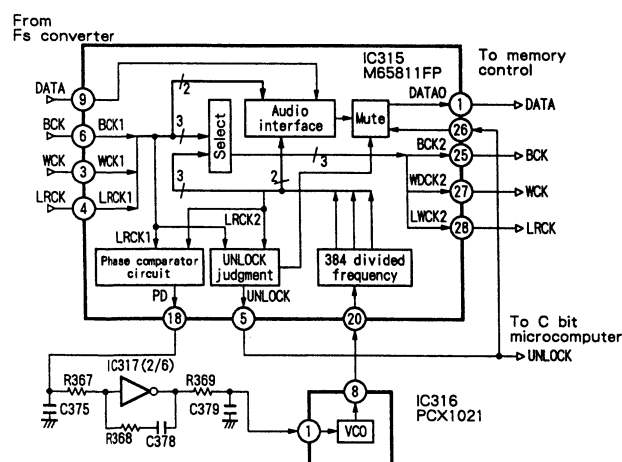 From
Fs converter
IC315
M65811FP
To memory
control
DATA
9
2
DATAO
1
DATA
BCK
6
BCK1
3
Select
Audio
interface
Mute
26
WCK
3
WCK1
BCK2
25
BCK
3
LRCK
4
LRCK1
3
2
WDCK2
27
WCK
LRCK2
LWCK2
28
LRCK
LRCK1
Phase comparator
circuit
UNLOCK
judgment
384 divided
frequency
PD
UNLOCK
18
5
20
To C bit
microcomputer
UNLOCK
IC317(2/6)
R367
R369
C375
C379
R368
C378
8
IC316
PCX1021
1
VCO